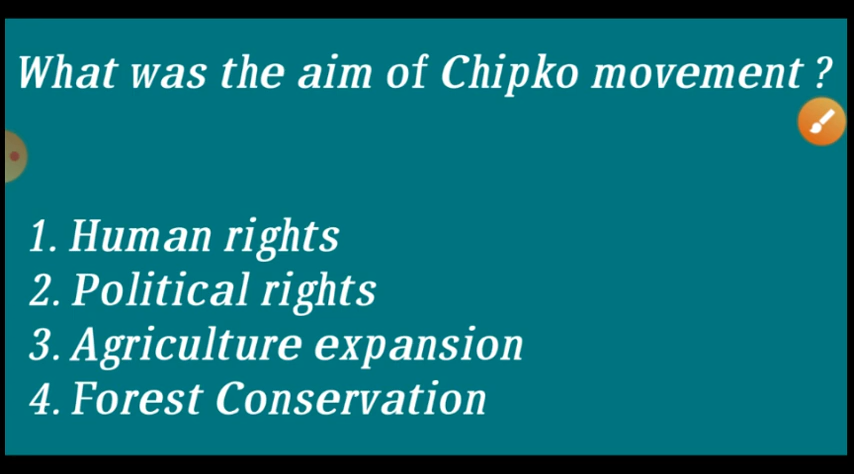 What was the aim of Chipko movement ?
1. Human rights
2. Political rights
3. Agriculture expansion
4. Forest Conservation